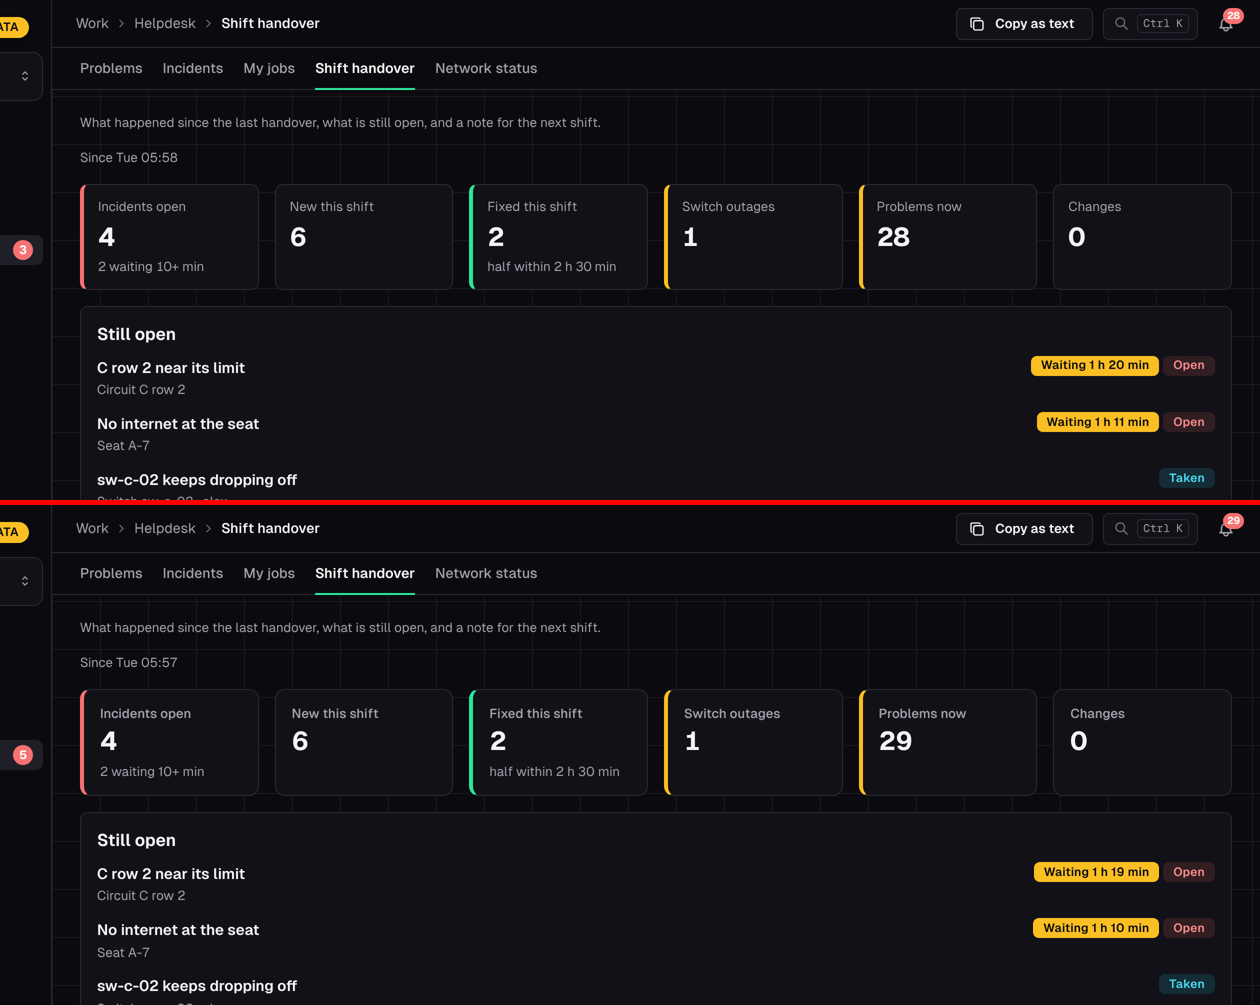 ATA
Work > Helpdesk > Shift handover
Copy as text
Ctrl K
28
Problems Incidents My jobs Shift handover Network status
What happened since the last handover, what is still open, and a note for the next shift.
Since Tue 05:58
Incidents open New this shift Fixed this shift Switch outages Problems now Changes
4 6 2 1 28 0
2 waiting 10+ min half within 2 h 30 min
3
Still open
C row 2 near its limit Waiting 1 h 20 min Open
Circuit C row 2
No internet at the seat Waiting 1 h 11 min Open
Seat A-7
sw-c-02 keeps dropping off Taken
ATA
Work > Helpdesk > Shift handover
Copy as text
Ctrl K
29
Problems Incidents My jobs Shift handover Network status
What happened since the last handover, what is still open, and a note for the next shift.
Since Tue 05:57
Incidents open New this shift Fixed this shift Switch outages Problems now Changes
4 6 2 1 29 0
2 waiting 10+ min half within 2 h 30 min
5
Still open
C row 2 near its limit Waiting 1 h 19 min Open
Circuit C row 2
No internet at the seat Waiting 1 h 10 min Open
Seat A-7
sw-c-02 keeps dropping off Taken